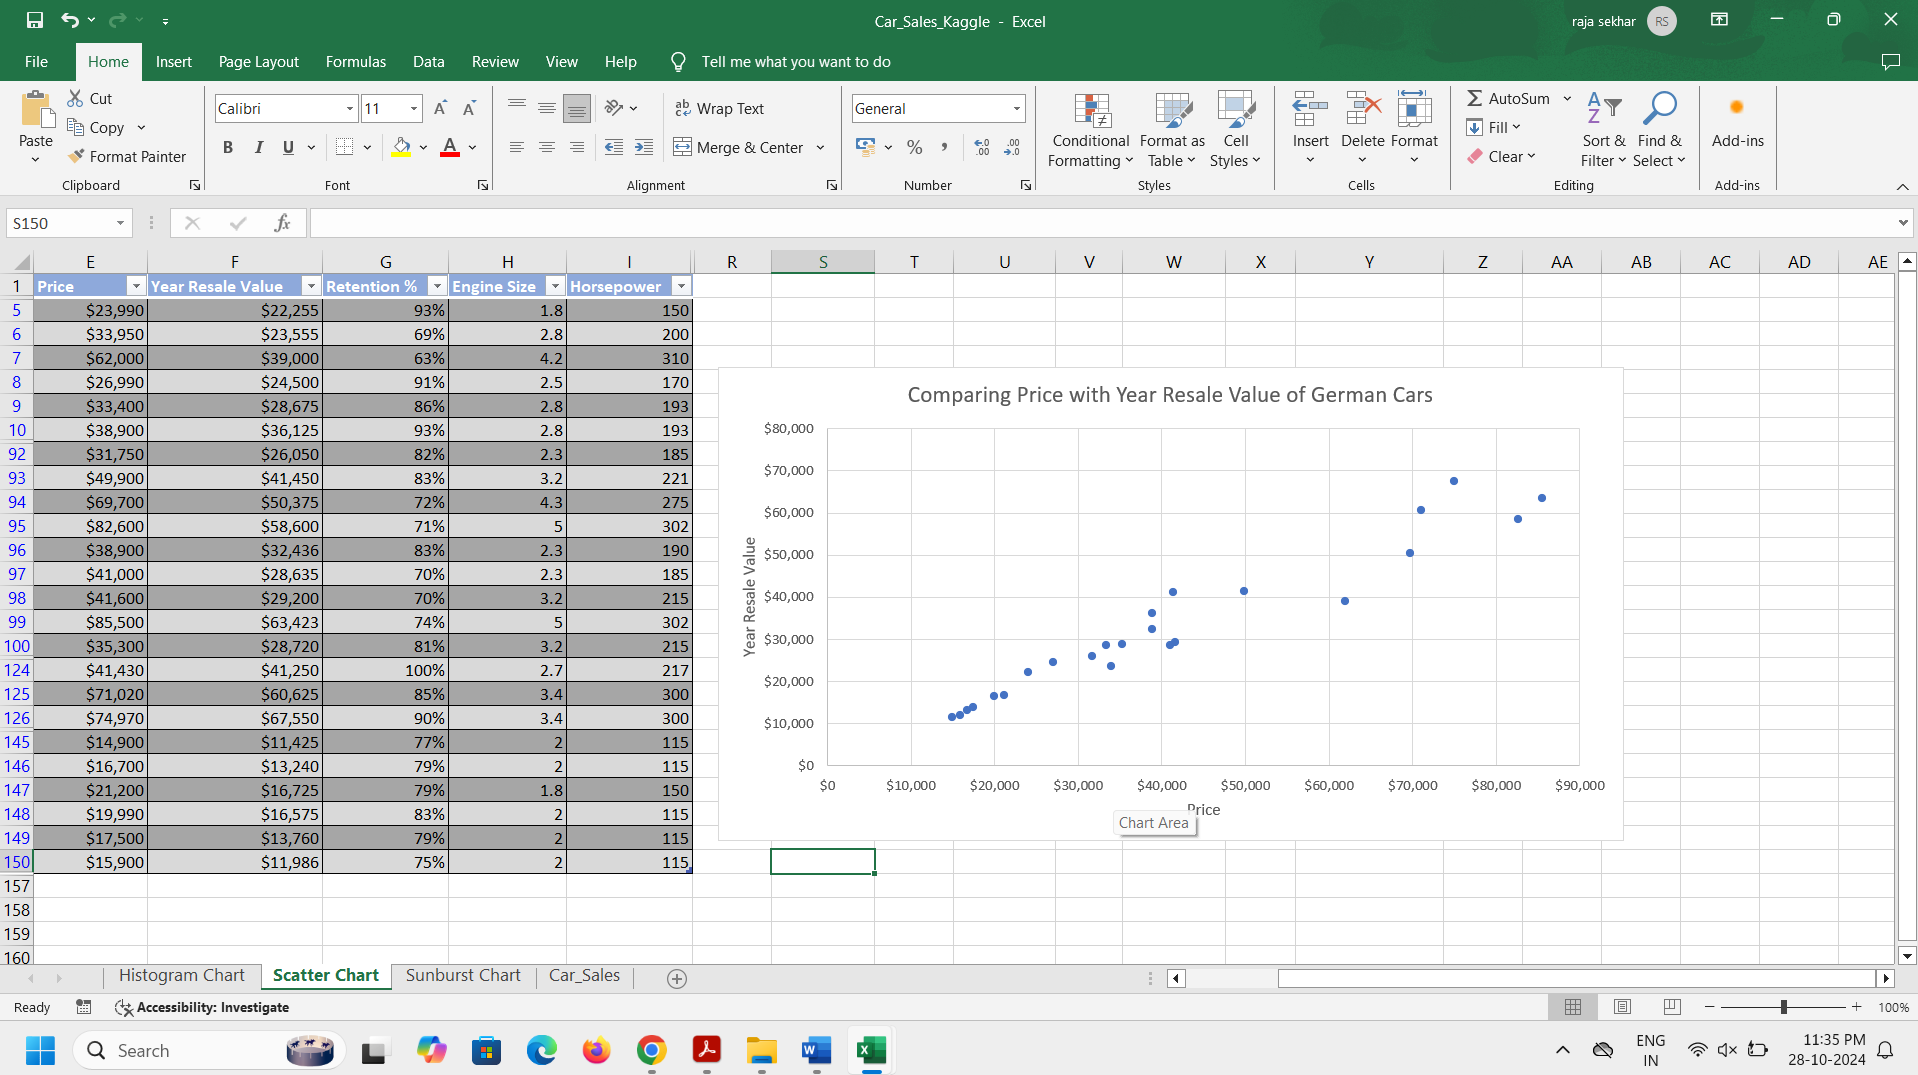 Car_Sales_Kaggle - Excel
raja sekhar RS
File Home Insert Page Layout Formulas Data Review View Help Tell me what you want to do
Paste
Cut
Copy
Format Painter
Clipboard
Calibri 11
B I U
Font
Wrap Text
Merge & Center
Alignment
General
Number
Conditional Formatting
Format as Table
Cell Styles
Styles
Insert Delete Format
Cells
AutoSum
Fill
Clear
Sort & Filter
Find & Select
Editing
Add-ins
Add-ins
S150 fx
E F G H I R S T U V W X Y Z AA AB AC AD AE
1 Price Year Resale Value Retention % Engine Size Horsepower
5 $23,990 $22,255 93% 1.8 150
6 $33,950 $23,555 69% 2.8 200
7 $62,000 $39,000 63% 4.2 310
8 $26,990 $24,500 91% 2.5 170
9 $33,400 $28,675 86% 2.8 193
10 $38,900 $36,125 93% 2.8 193
92 $31,750 $26,050 82% 2.3 185
93 $49,900 $41,450 83% 3.2 221
94 $69,700 $50,375 72% 4.3 275
95 $82,600 $58,600 71% 5 302
96 $38,900 $32,436 83% 2.3 190
97 $41,000 $28,635 70% 2.3 185
98 $41,600 $29,200 70% 3.2 215
99 $85,500 $63,423 74% 5 302
100 $35,300 $28,720 81% 3.2 215
124 $41,430 $41,250 100% 2.7 217
125 $71,020 $60,625 85% 3.4 300
126 $74,970 $67,550 90% 3.4 300
145 $14,900 $11,425 77% 2 115
146 $16,700 $13,240 79% 2 115
147 $21,200 $16,725 79% 1.8 150
148 $19,990 $16,575 83% 2 115
149 $17,500 $13,760 79% 2 115
150 $15,900 $11,986 75% 2 115
157
158
159
160
Comparing Price with Year Resale Value of German Cars
Year Resale Value
$80,000
$70,000
$60,000
$50,000
$40,000
$30,000
$20,000
$10,000
$0
$0 $10,000 $20,000 $30,000 $40,000 $50,000 $60,000 $70,000 $80,000 $90,000
Price
Chart Area
Histogram Chart Scatter Chart Sunburst Chart Car_Sales
Ready Accessibility: Investigate 100%
Search
ENG
IN
11:35 PM
28-10-2024